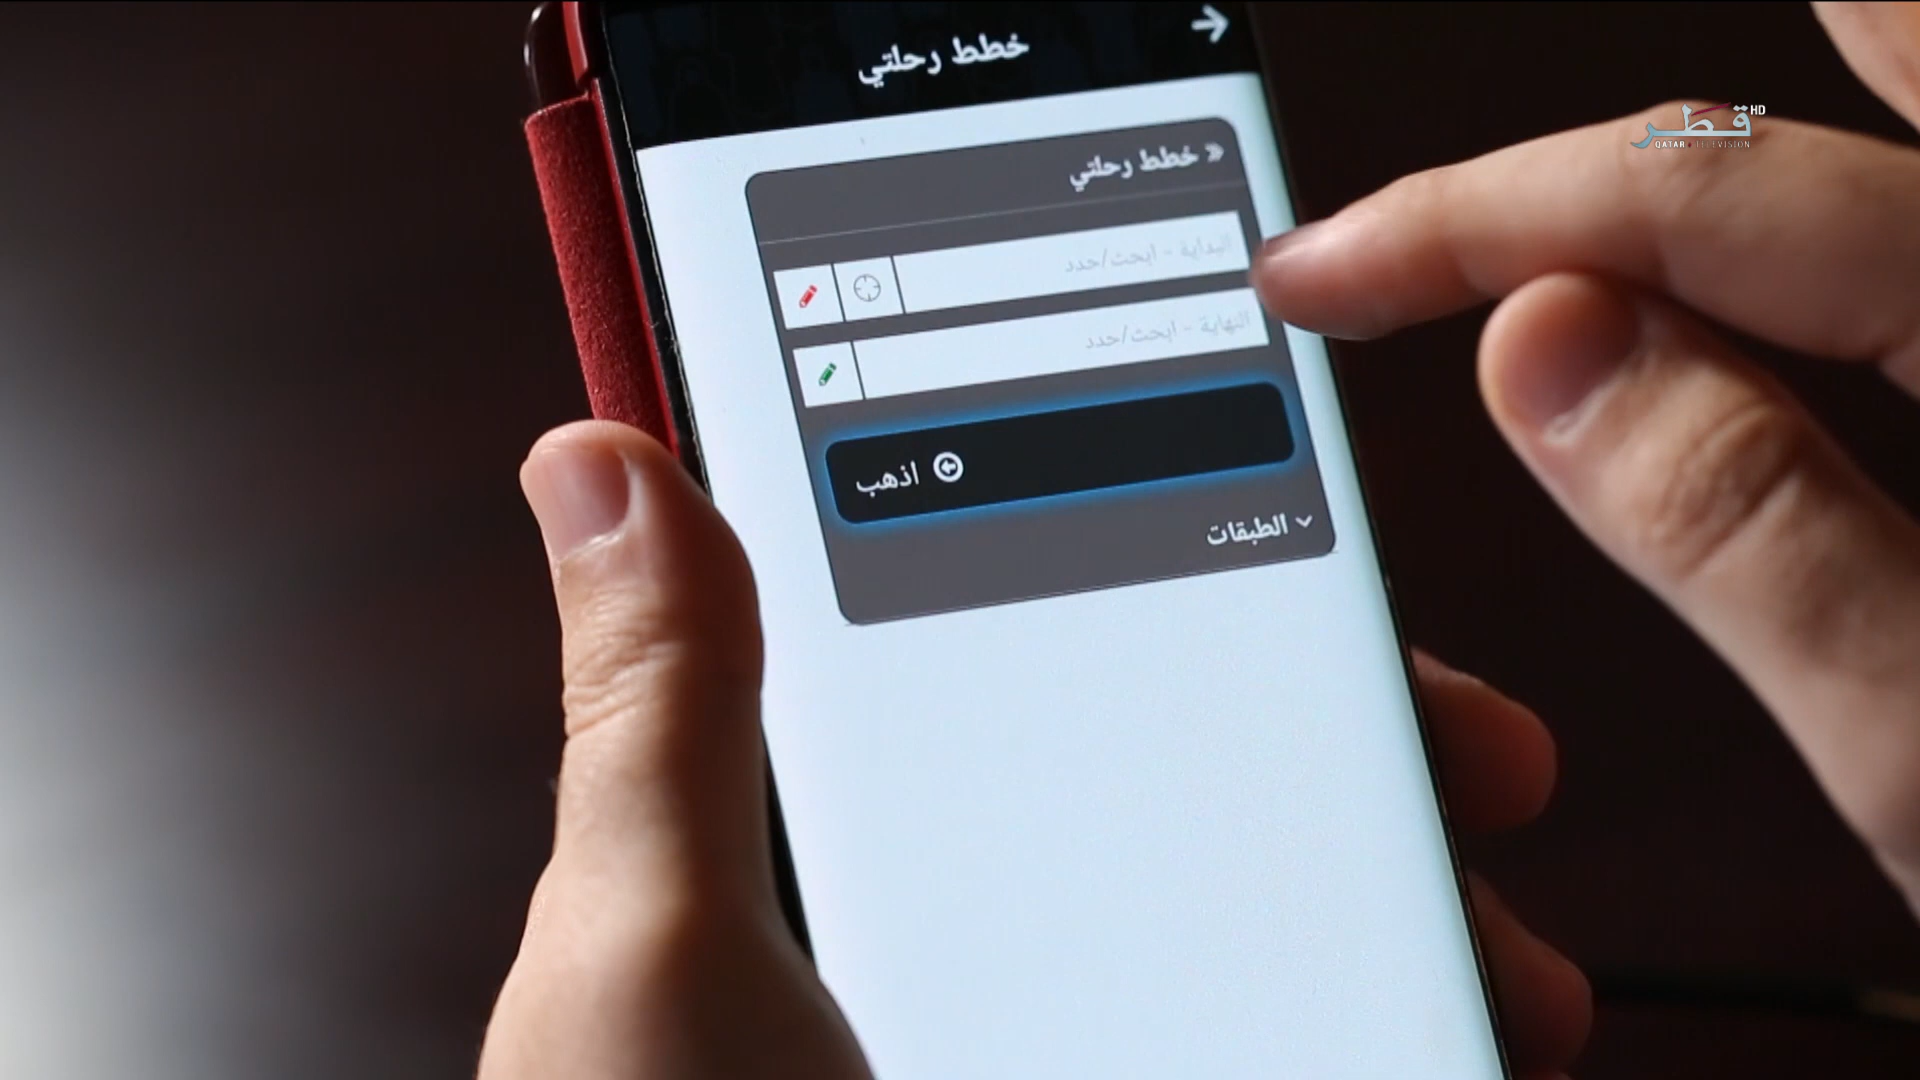 خطط رحلتي
قطر HD
QATAR TELEVISION
خطط رحلتي
البداية - ابحث/حدد
النهاية - ابحث/حدد
اذهب
الطبقات